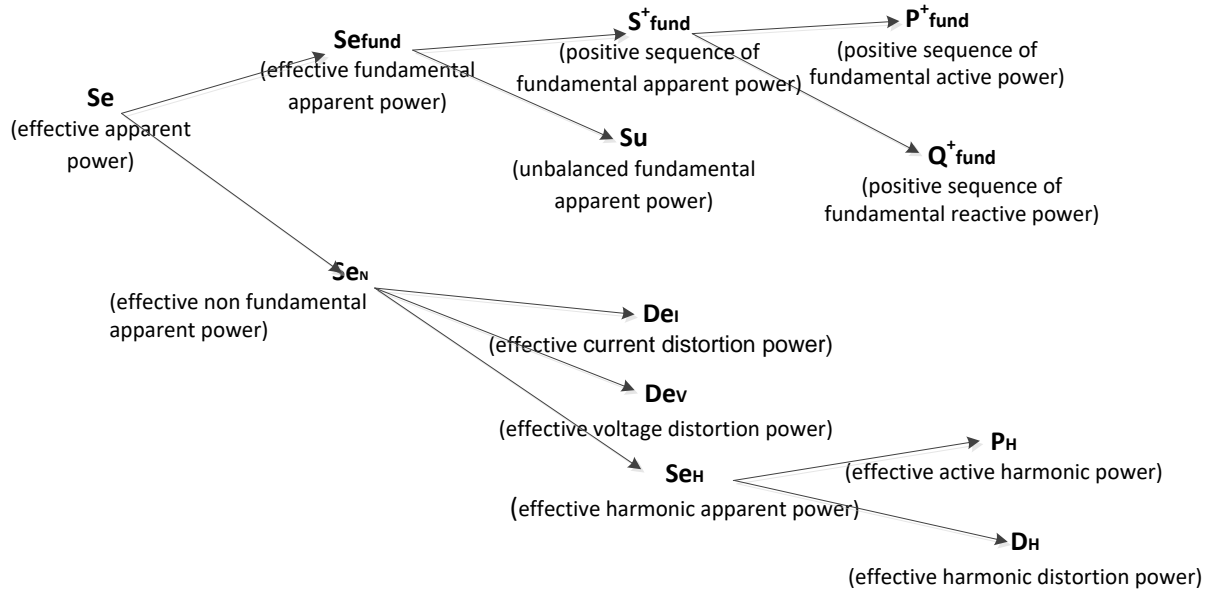 Se
(effective apparent
power)
Sefund
(effective fundamental
apparent power)
S+fund
(positive sequence of
fundamental apparent power)
P+fund
(positive sequence of
fundamental active power)
Su
(unbalanced fundamental
apparent power)
Q+fund
(positive sequence of
fundamental reactive power)
SeN
(effective non fundamental
apparent power)
DeI
(effective current distortion power)
DeV
(effective voltage distortion power)
SeH
(effective harmonic apparent power)
PH
(effective active harmonic power)
DH
(effective harmonic distortion power)